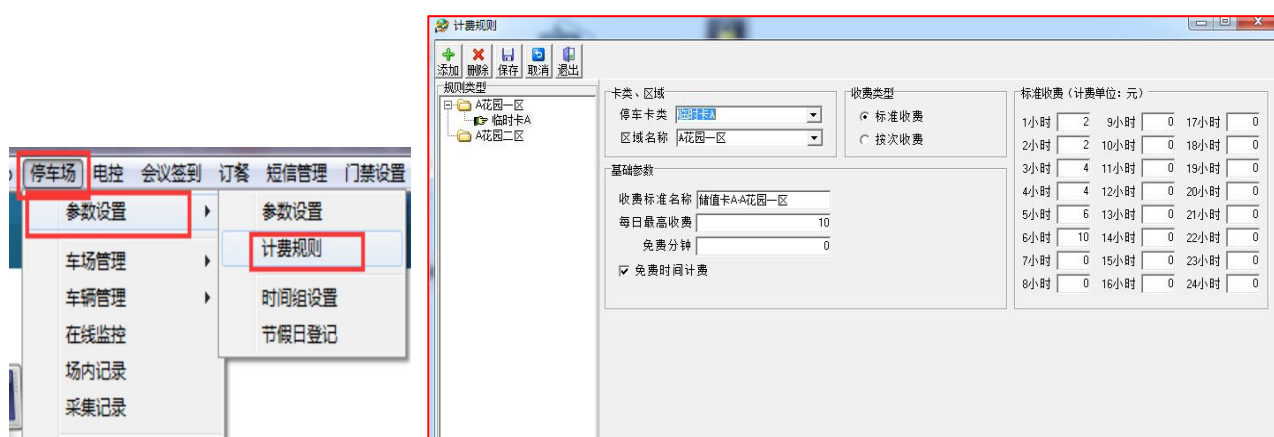 停车场 电控 会议签到 订餐 短信管理 门禁设置
参数设置
车场管理
车辆管理
在线监控
场内记录
采集记录
参数设置
计费规则
时间组设置
节假日登记
计费规则
添加 删除 保存 取消 退出
规则类型
A花园一区
临时卡A
A花园二区
卡类、区域
停车卡类 临时卡A
区域名称 A花园一区
收费类型
标准收费
按次收费
基础参数
收费标准名称 储值卡A-A花园一区
每日最高收费 10
免费分钟 0
免费时间计费
标准收费(计费单位:元)
1小时 2 9小时 0 17小时 0
2小时 2 10小时 0 18小时 0
3小时 4 11小时 0 19小时 0
4小时 4 12小时 0 20小时 0
5小时 6 13小时 0 21小时 0
6小时 10 14小时 0 22小时 0
7小时 0 15小时 0 23小时 0
8小时 0 16小时 0 24小时 0